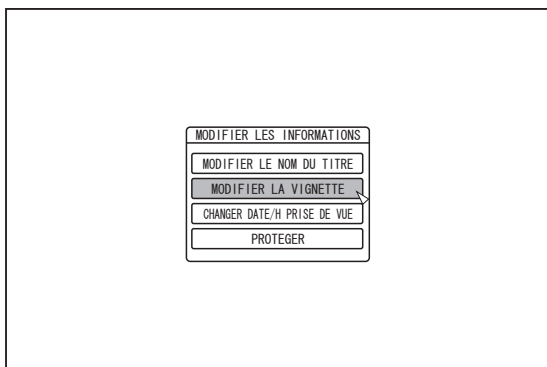 MODIFIER LES INFORMATIONS
MODIFIER LE NOM DU TITRE
MODIFIER LA VIGNETTE
CHANGER DATE/H PRISE DE VUE
PROTEGER